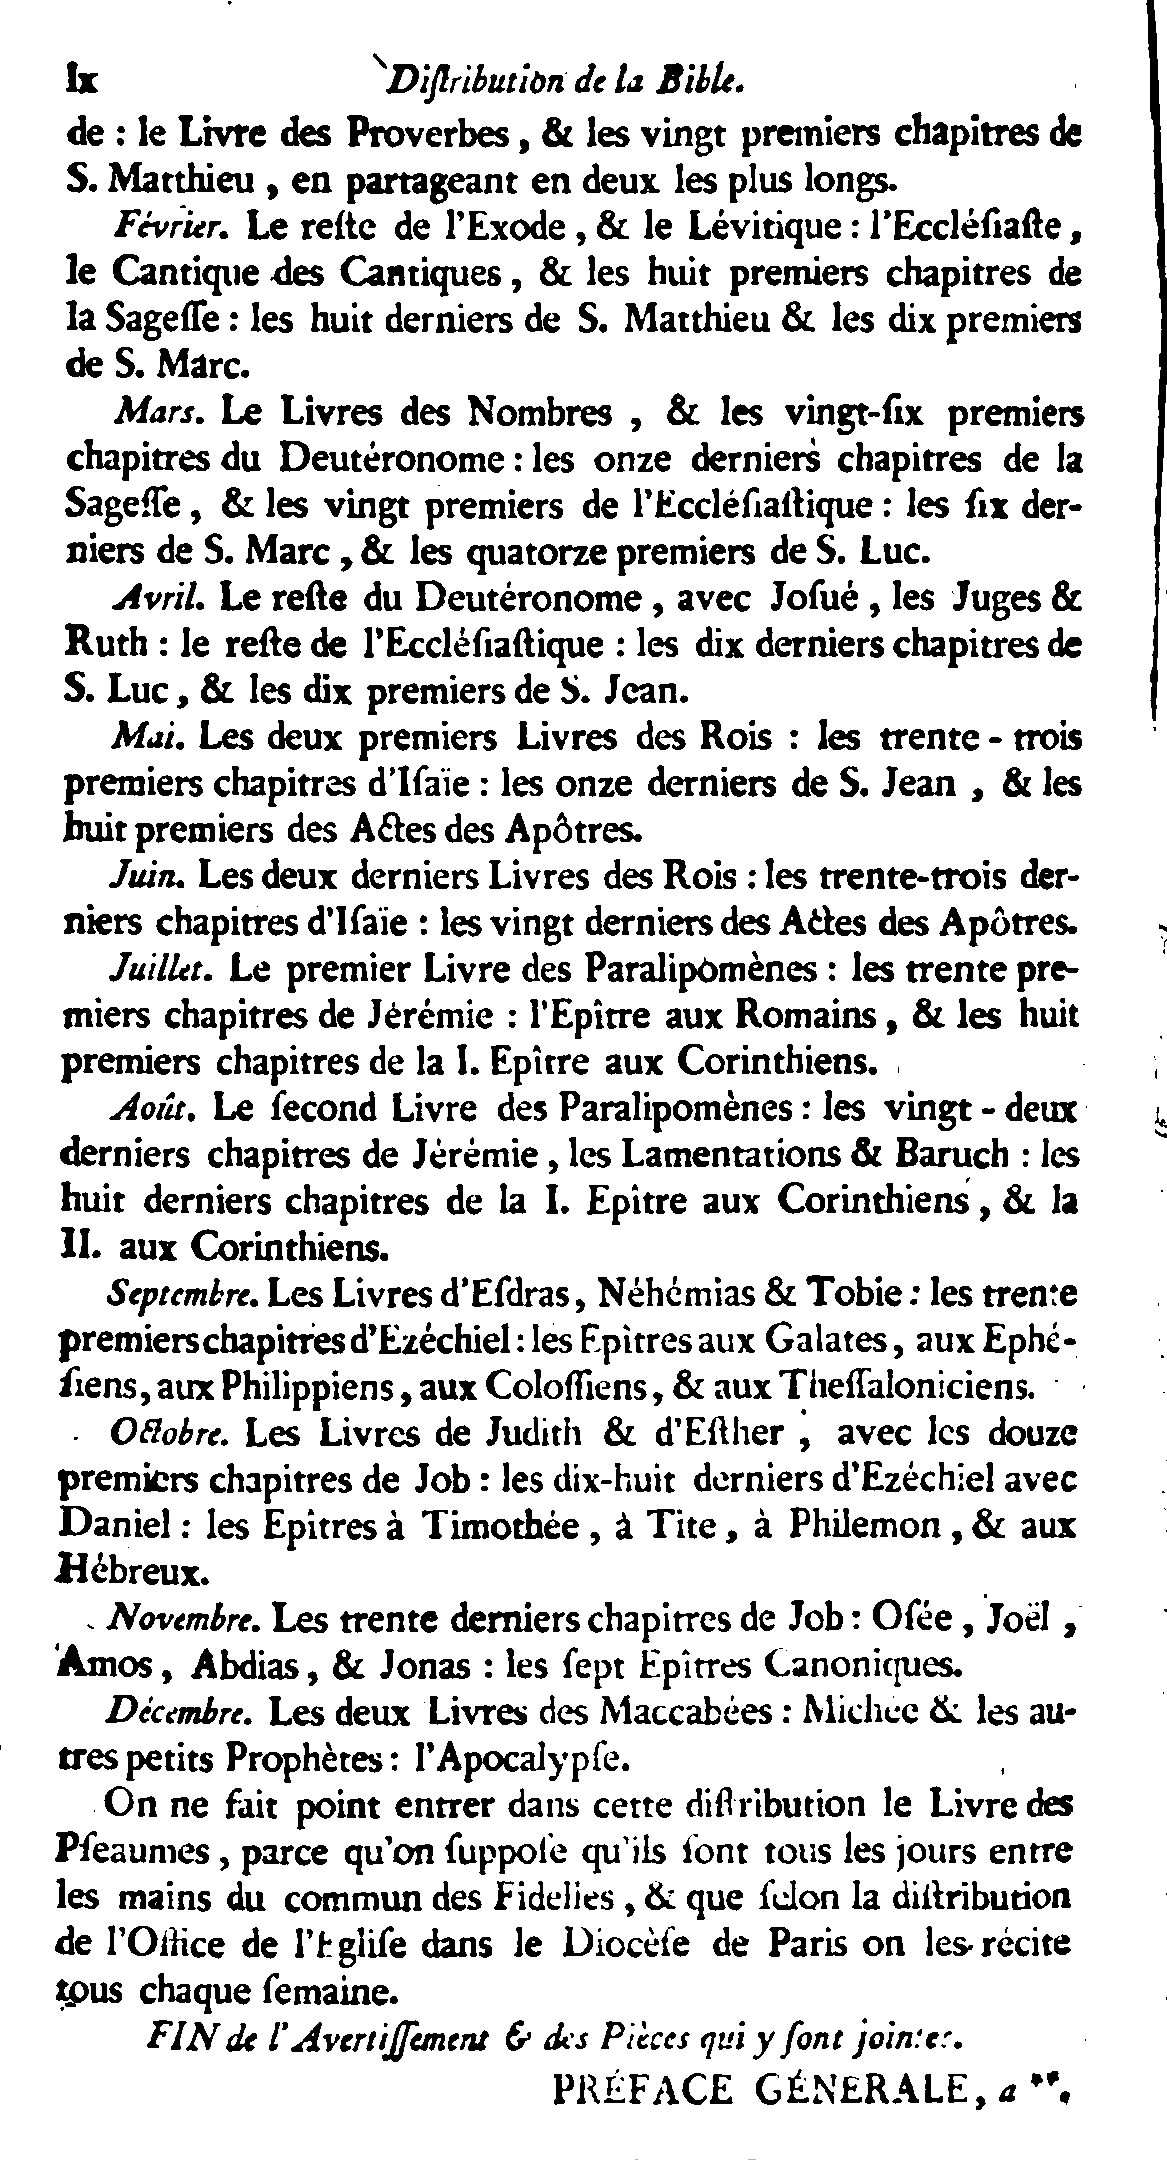 lx Diſtribution de la Bible.
de : le Livre des Proverbes , & les vingt premiers chapitres de
S. Matthieu , en partageant en deux les plus longs.
Février. Le reſte de l'Exode , & le Lévitique : l'Eccléſiaſte ,
le Cantique des Cantiques , & les huit premiers chapitres de
la Sageſſe : les huit derniers de S. Matthieu & les dix premiers
de S. Marc.
Mars. Le Livres des Nombres , & les vingt-ſix premiers
chapitres du Deutéronome : les onze derniers chapitres de la
Sageſſe , & les vingt premiers de l'Eccléſiaſtique : les ſix der-
niers de S. Marc , & les quatorze premiers de S. Luc.
Avril. Le reſte du Deutéronome , avec Joſué , les Juges &
Ruth : le reſte de l'Eccléſiaſtique : les dix derniers chapitres de
S. Luc , & les dix premiers de S. Jean.
Mai. Les deux premiers Livres des Rois : les trente - trois
premiers chapitres d'Iſaïe : les onze derniers de S. Jean , & les
huit premiers des Actes des Apôtres.
Juin. Les deux derniers Livres des Rois : les trente-trois der-
niers chapitres d'Iſaïe : les vingt derniers des Actes des Apôtres.
Juillet. Le premier Livre des Paralipomènes : les trente pre-
miers chapitres de Jérémie : l'Epître aux Romains , & les huit
premiers chapitres de la I. Epître aux Corinthiens.
Août. Le ſecond Livre des Paralipomènes : les vingt - deux
derniers chapitres de Jérémie , les Lamentations & Baruch : les
huit derniers chapitres de la I. Epître aux Corinthiens , & la
II. aux Corinthiens.
Septembre. Les Livres d'Eſdras , Néhémias & Tobie : les trente
premiers chapitres d'Ezéchiel : les Epîtres aux Galates , aux Ephé-
ſiens, aux Philippiens , aux Coloſſiens, & aux Theſſaloniciens.
Octobre. Les Livres de Judith & d'Eſther , avec les douze
premiers chapitres de Job : les dix-huit derniers d'Ezéchiel avec
Daniel : les Epîtres à Timothée , à Tite , à Philemon , & aux
Hébreux.
Novembre. Les trente derniers chapitres de Job : Oſée , Joël ,
Amos , Abdias , & Jonas : les ſept Epîtres Canoniques.
Décembre. Les deux Livres des Maccabées : Michée & les au-
tres petits Prophètes : l'Apocalypſe.
On ne fait point entrer dans cette diſtribution le Livre des
Pſeaumes , parce qu'on ſuppoſe qu'ils ſont tous les jours entre
les mains du commun des Fidelles , & que ſelon la diſtribution
de l'Office de l'Egliſe dans le Diocèſe de Paris on les récite
tous chaque ſemaine.
FIN de l'Avertiſſement & des Pièces qui y ſont jointes.
PRÉFACE GÉNERALE, a **.